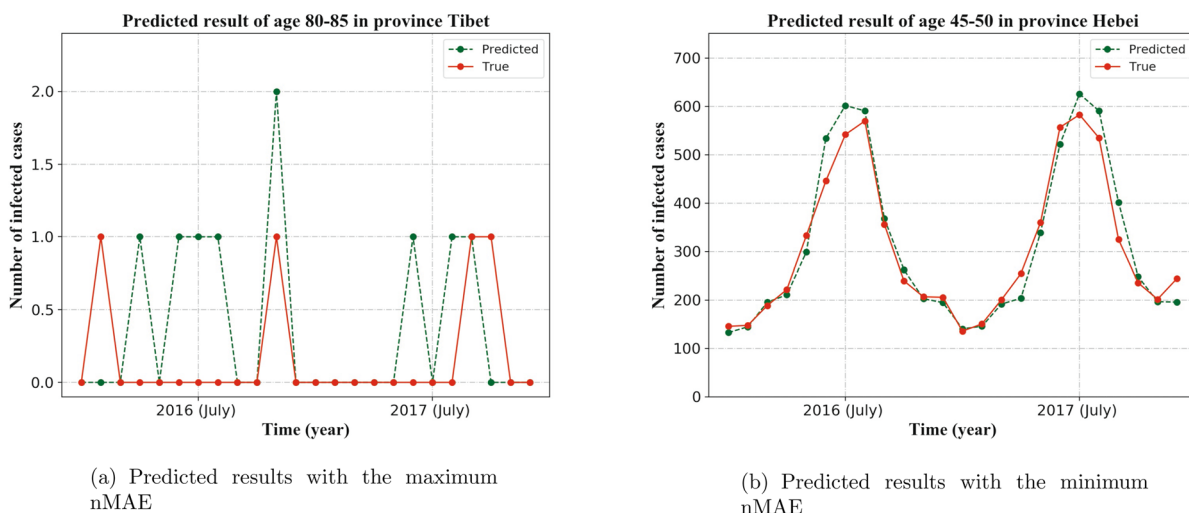 Predicted result of age 80-85 in province Tibet
Predicted
True
2.0
1.5
1.0
0.5
0.0
Number of infected cases
2016 (July)
2017 (July)
Time (year)
(a) Predicted results with the maximum
nMAE
Predicted result of age 45-50 in province Hebei
Predicted
True
700
600
500
400
300
200
100
0
Number of infected cases
2016 (July)
2017 (July)
Time (year)
(b) Predicted results with the minimum
nMAE